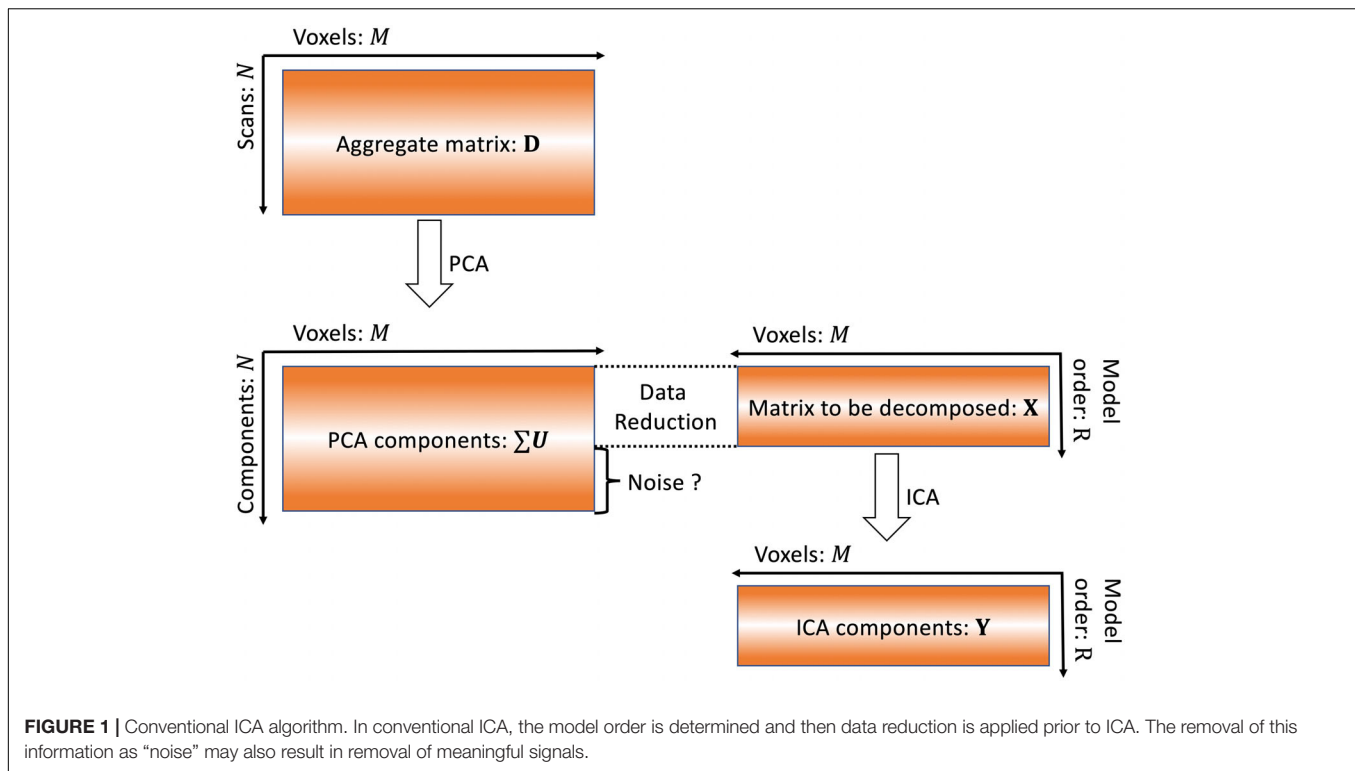 Voxels: M
Scans: N
Aggregate matrix: D
PCA
Voxels: M
Components: N
PCA components: ∑U
Data
Reduction
Noise ?
Voxels: M
Model
order: R
Matrix to be decomposed: X
ICA
Voxels: M
Model
order: R
ICA components: Y
FIGURE 1 | Conventional ICA algorithm. In conventional ICA, the model order is determined and then data reduction is applied prior to ICA. The removal of this
information as “noise” may also result in removal of meaningful signals.